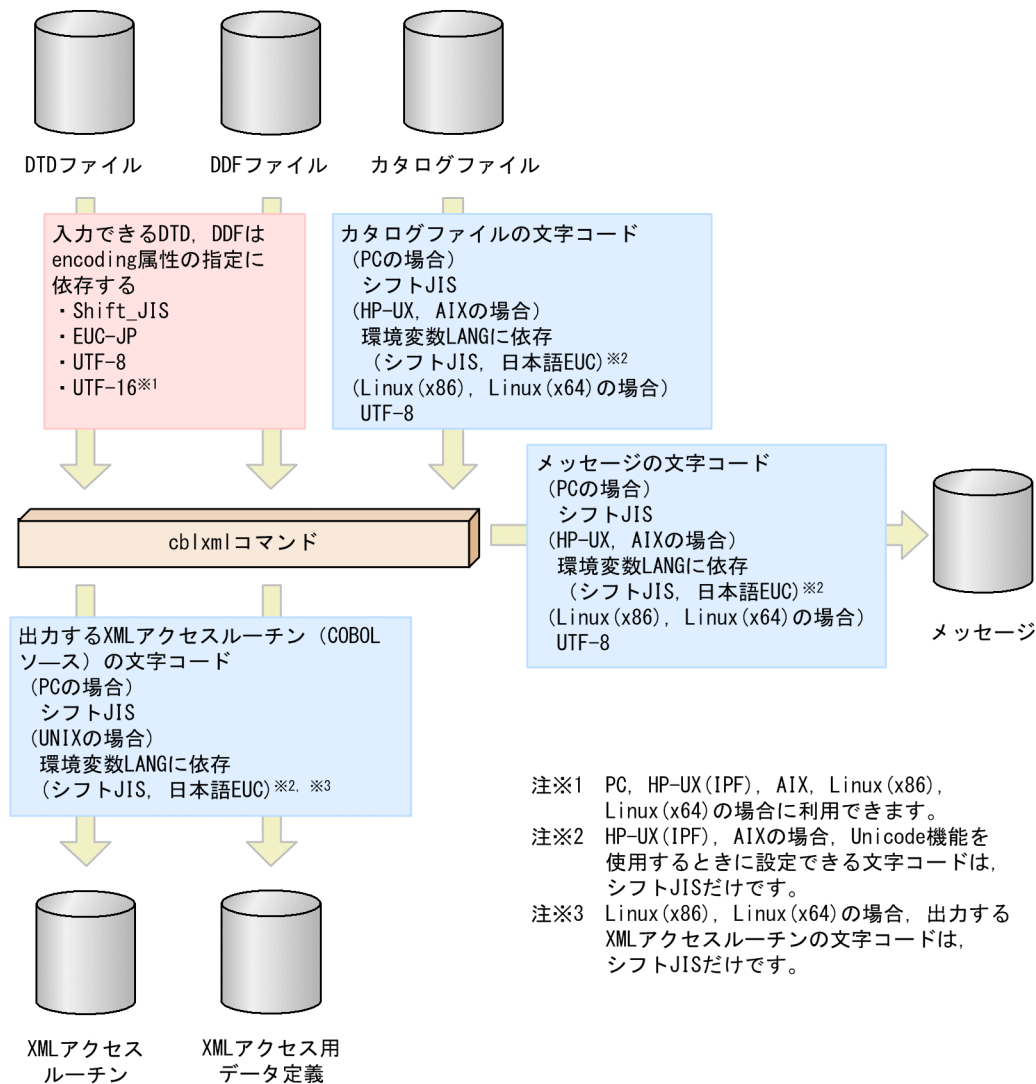 DTDファイル
DDFファイル
カタログファイル
入力できるDTD, DDFは
encoding属性の指定に
依存する
・Shift_JIS
・EUC-JP
・UTF-8
・UTF-16※1
カタログファイルの文字コード
(PCの場合)
シフトJIS
(HP-UX, AIXの場合)
環境変数LANGに依存
(シフトJIS, 日本語EUC)※2
(Linux(x86), Linux(x64)の場合)
UTF-8
cblxmlコマンド
メッセージの文字コード
(PCの場合)
シフトJIS
(HP-UX, AIXの場合)
環境変数LANGに依存
(シフトJIS, 日本語EUC)※2
(Linux(x86), Linux(x64)の場合)
UTF-8
メッセージ
出力するXMLアクセスルーチン(COBOL
ソ―ス)の文字コード
(PCの場合)
シフトJIS
(UNIXの場合)
環境変数LANGに依存
(シフトJIS, 日本語EUC)※2, ※3
注※1 PC, HP-UX(IPF), AIX, Linux(x86),
Linux(x64)の場合に利用できます。
注※2 HP-UX(IPF), AIXの場合, Unicode機能を
使用するときに設定できる文字コードは,
シフトJISだけです。
注※3 Linux(x86), Linux(x64)の場合, 出力する
XMLアクセスルーチンの文字コードは,
シフトJISだけです。
XMLアクセス
ルーチン
XMLアクセス用
データ定義